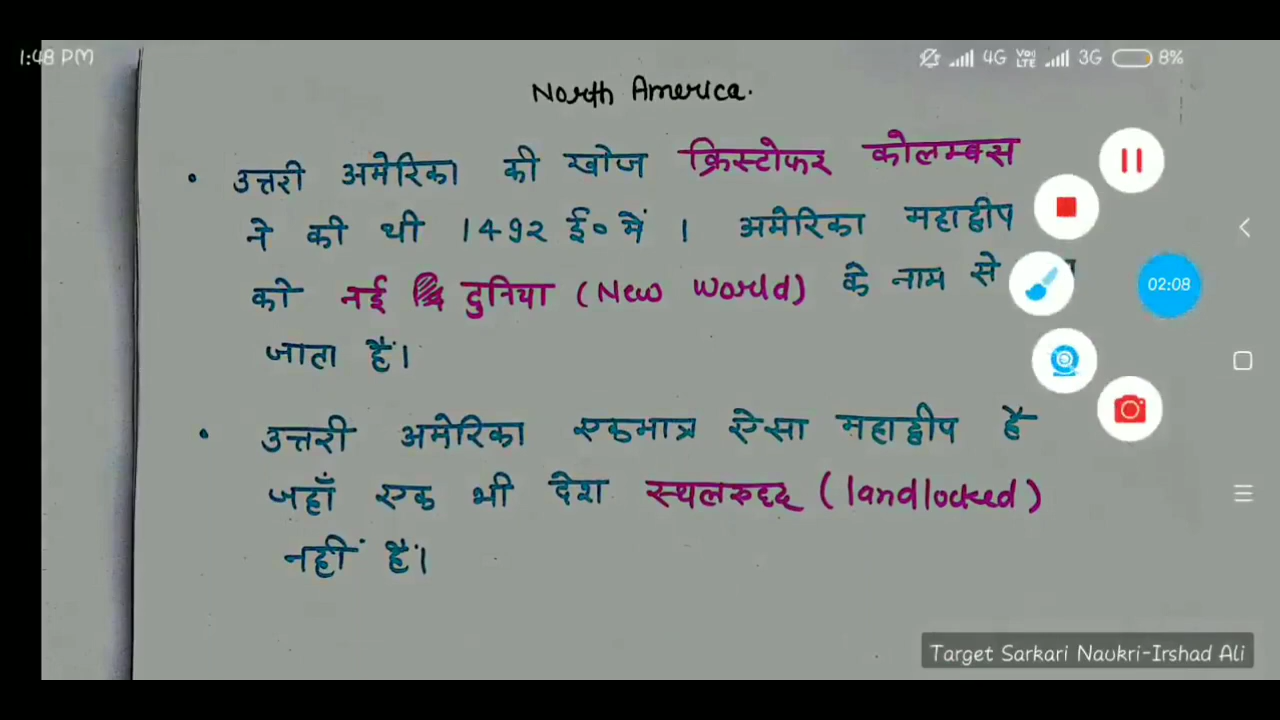 1:48 PM
4G VoLTE 3G 8%
North America.
• उत्तरी अमेरिका की खोज क्रिस्टोफर कोलम्बस
ने की थी 1492 ई० में । अमेरिका महाद्वीप
को नई दुनिया (New World) के नाम से
जाता हैं।
02:08
• उत्तरी अमेरिका एकमात्र ऐसा महाद्वीप है
जहाँ एक भी देश स्थलरुद्द (landlocked)
नहीं हैं।
Target Sarkari Naukri-Irshad Ali